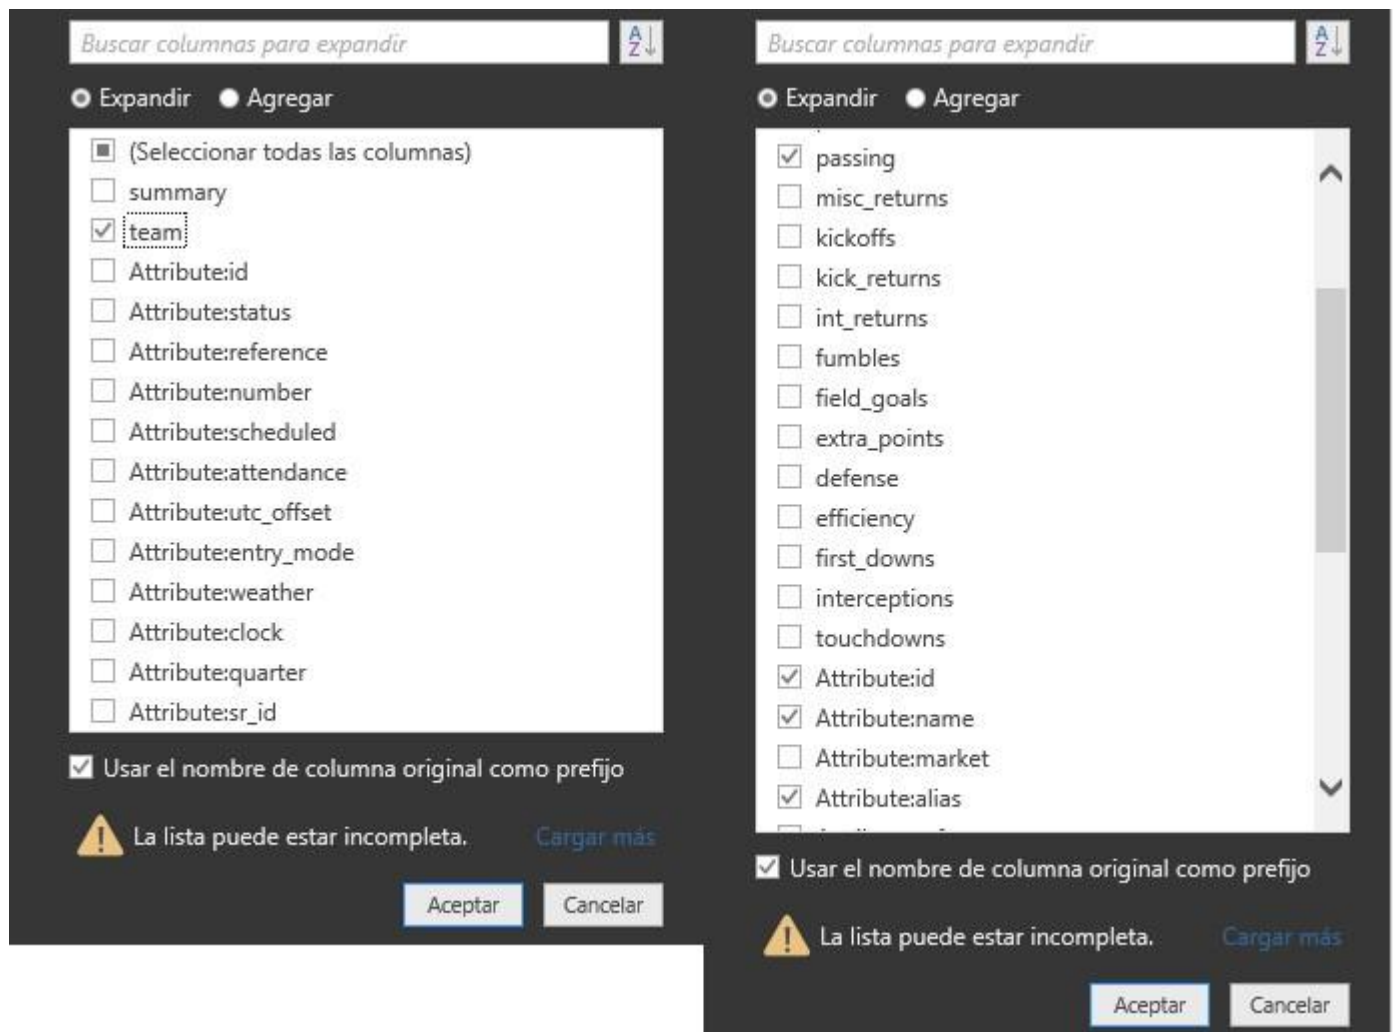 Buscar columnas para expandir
A
Z
Expandir
Agregar
(Seleccionar todas las columnas)
summary
team
Attribute:id
Attribute:status
Attribute:reference
Attribute:number
Attribute:scheduled
Attribute:attendance
Attribute:utc_offset
Attribute:entry_mode
Attribute:weather
Attribute:clock
Attribute:quarter
Attribute:sr_id
Usar el nombre de columna original como prefijo
La lista puede estar incompleta.
Cargar más
Aceptar
Cancelar
Buscar columnas para expandir
A
Z
Expandir
Agregar
passing
misc_returns
kickoffs
kick_returns
int_returns
fumbles
field_goals
extra_points
defense
efficiency
first_downs
interceptions
touchdowns
Attribute:id
Attribute:name
Attribute:market
Attribute:alias
Usar el nombre de columna original como prefijo
La lista puede estar incompleta.
Cargar más
Aceptar
Cancelar